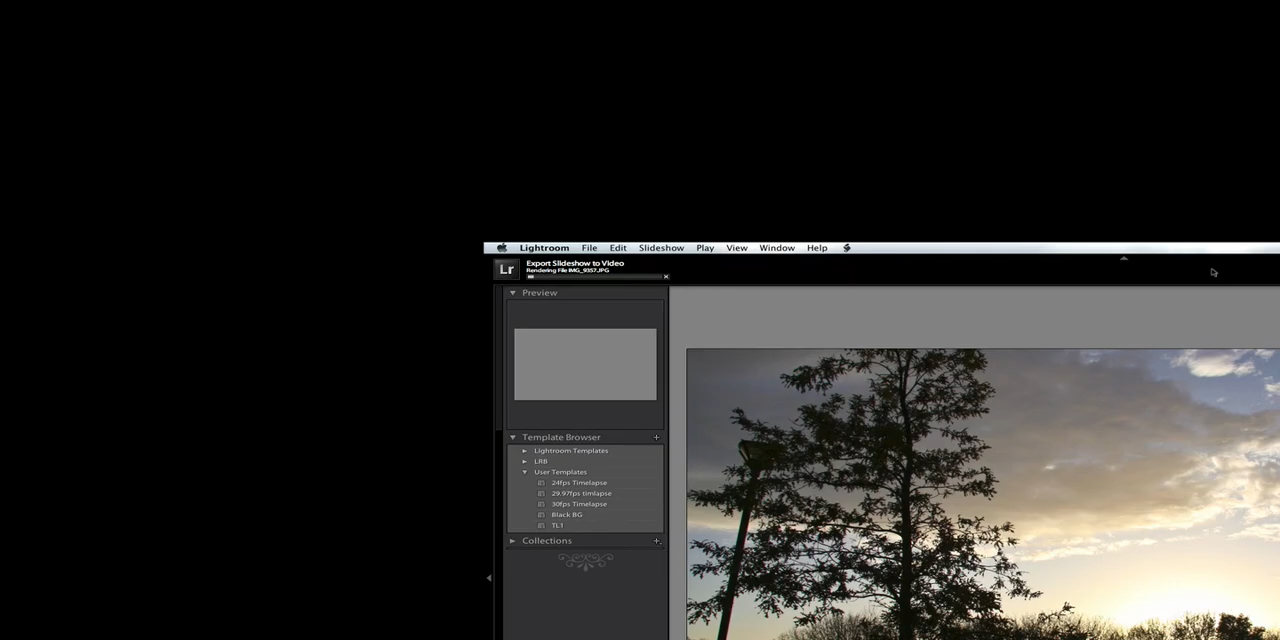 Lightroom File Edit Slideshow Play View Window Help
Lr
Export Slideshow to Video
Rendering File IMG_9357.JPG
Preview
Template Browser
Lightroom Templates
LRB
User Templates
24fps Timelapse
29.97fps timlapse
30fps Timelapse
Black BG
TL1
Collections